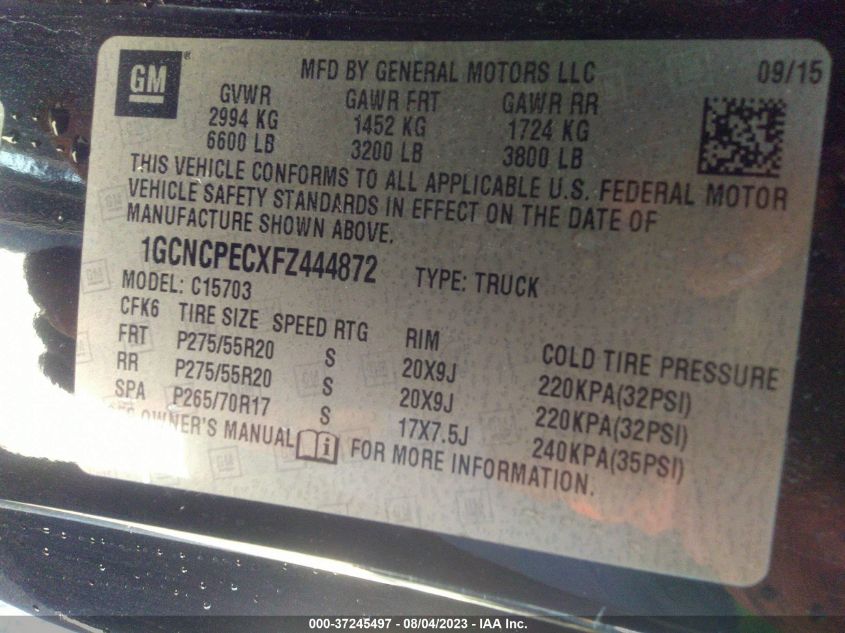 GM ®
MFD BY GENERAL MOTORS LLC 09/15
GVWR GAWR FRT GAWR RR
2994 KG 1452 KG 1724 KG
6600 LB 3200 LB 3800 LB
THIS VEHICLE CONFORMS TO ALL APPLICABLE U.S. FEDERAL MOTOR
VEHICLE SAFETY STANDARDS IN EFFECT ON THE DATE OF
MANUFACTURE SHOWN ABOVE.
1GCNCPECXFZ444872 TYPE: TRUCK
MODEL: C15703
CFK6 TIRE SIZE SPEED RTG RIM COLD TIRE PRESSURE
FRT P275/55R20 S 20X9J 220KPA(32PSI)
RR P275/55R20 S 20X9J 220KPA(32PSI)
SPA P265/70R17 S 17X7.5J 240KPA(35PSI)
OWNER'S MANUAL FOR MORE INFORMATION.
000-37245497 - 08/04/2023 - IAA Inc.